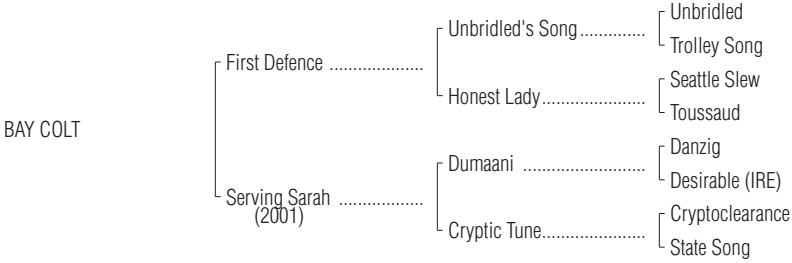 Unbridled
Unbridled's Song..............
Trolley Song
First Defence ....................
Seattle Slew
Honest Lady......................
Toussaud
BAY COLT
Danzig
Dumaani ..........................
Desirable (IRE)
Serving Sarah ..................
(2001)
Cryptoclearance
Cryptic Tune......................
State Song